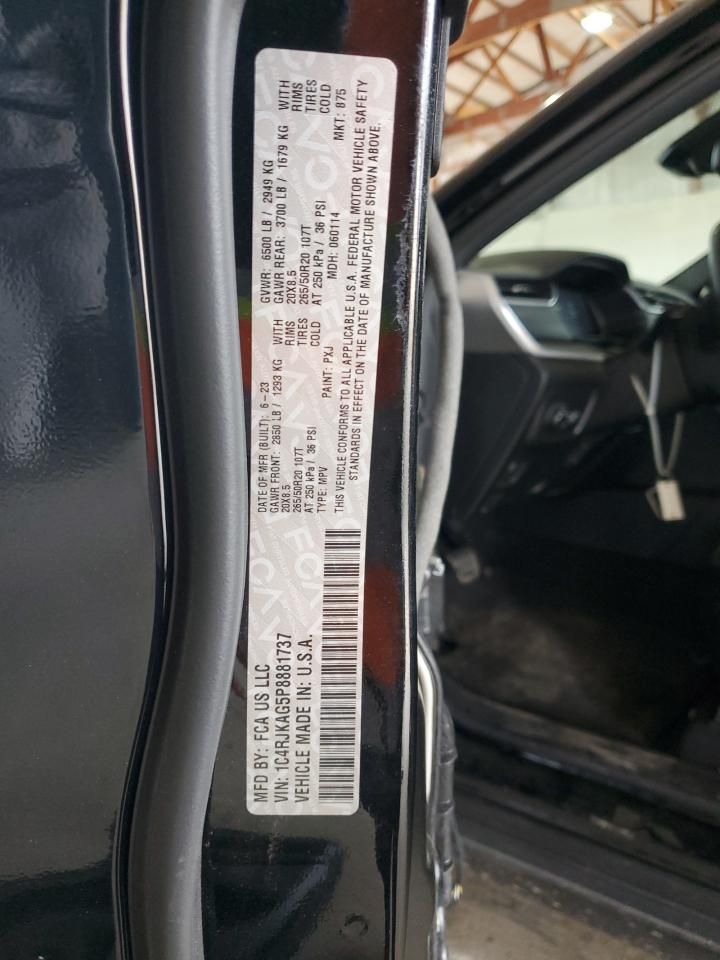 MFD BY: FCA US LLC
VIN: 1C4RJKAG5P8881737
VEHICLE MADE IN: U.S.A.
DATE OF MFR (BUILT): 6-23
GAWR FRONT: 2850 LB / 1293 KG WITH
20X8.5 RIMS
265/50R20 107T TIRES
AT 250 kPa / 36 PSI COLD
TYPE: MPV PAINT: PXJ
GVWR: 6500 LB / 2949 KG
GAWR REAR: 3700 LB / 1679 KG WITH
20X8.5 RIMS
265/50R20 107T TIRES
AT 250 kPa / 36 PSI COLD
MDH: 060114 MKT: 875
THIS VEHICLE CONFORMS TO ALL APPLICABLE U.S.A. FEDERAL MOTOR VEHICLE SAFETY
STANDARDS IN EFFECT ON THE DATE OF MANUFACTURE SHOWN ABOVE.